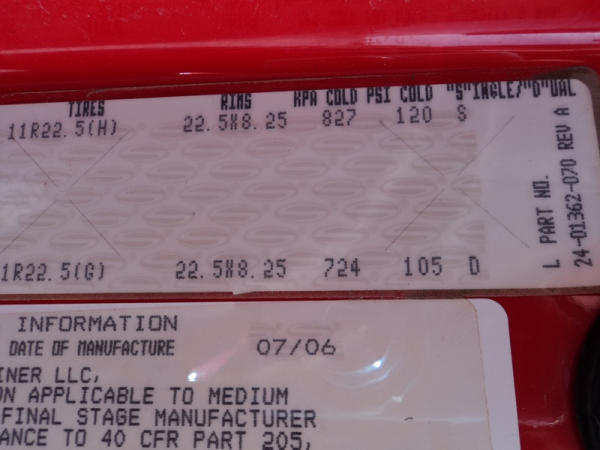 TIRES RIMS KPA COLD PSI COLD "S"INGLE/"D"UAL
11R22.5(H) 22.5X8.25 827 120 S
1R22.5(G) 22.5X8.25 724 105 D
L PART NO.
24-01362-070 REV A
INFORMATION
DATE OF MANUFACTURE 07/06
INER LLC,
ON APPLICABLE TO MEDIUM
FINAL STAGE MANUFACTURER
ANCE TO 40 CFR PART 205,